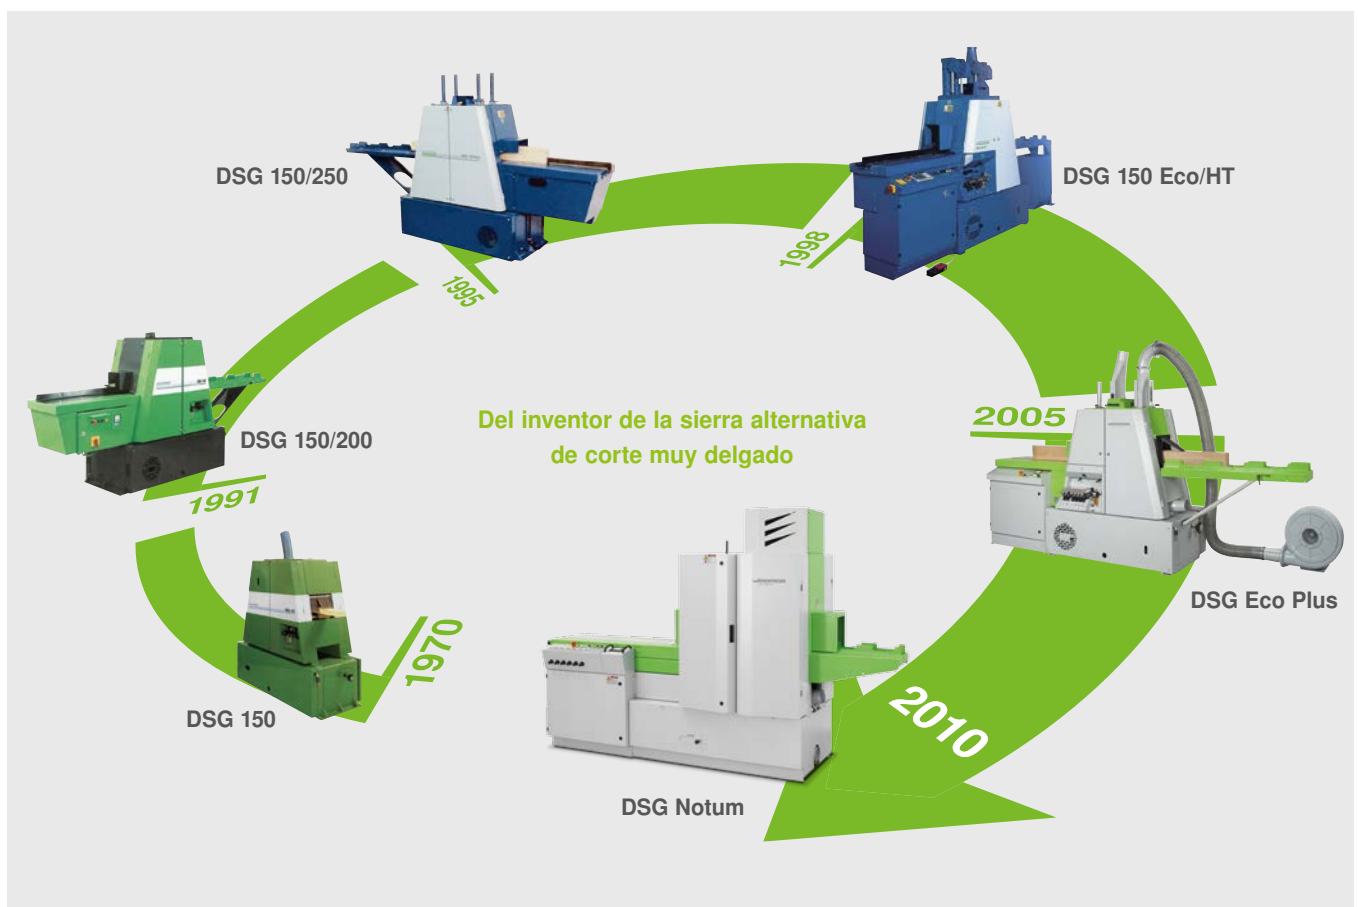 DSG 150/250
DSG 150 Eco/HT
1998
1995
Del inventor de la sierra alternativa
de corte muy delgado
2005
DSG 150/200
1991
DSG Eco Plus
1970
DSG 150
2010
DSG Notum